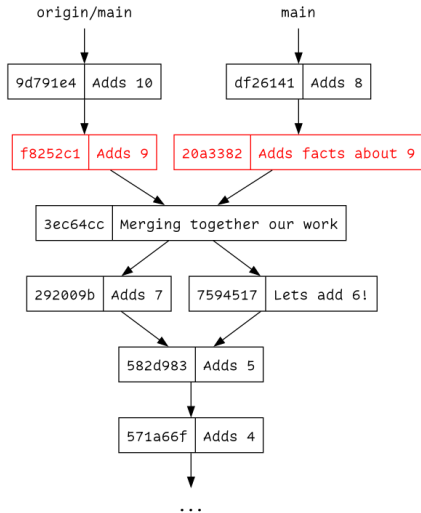 origin/main
main
9d791e4 Adds 10
df26141 Adds 8
f8252c1 Adds 9
20a3382 Adds facts about 9
3ec64cc Merging together our work
292009b Adds 7
7594517 Lets add 6!
582d983 Adds 5
571a66f Adds 4
...